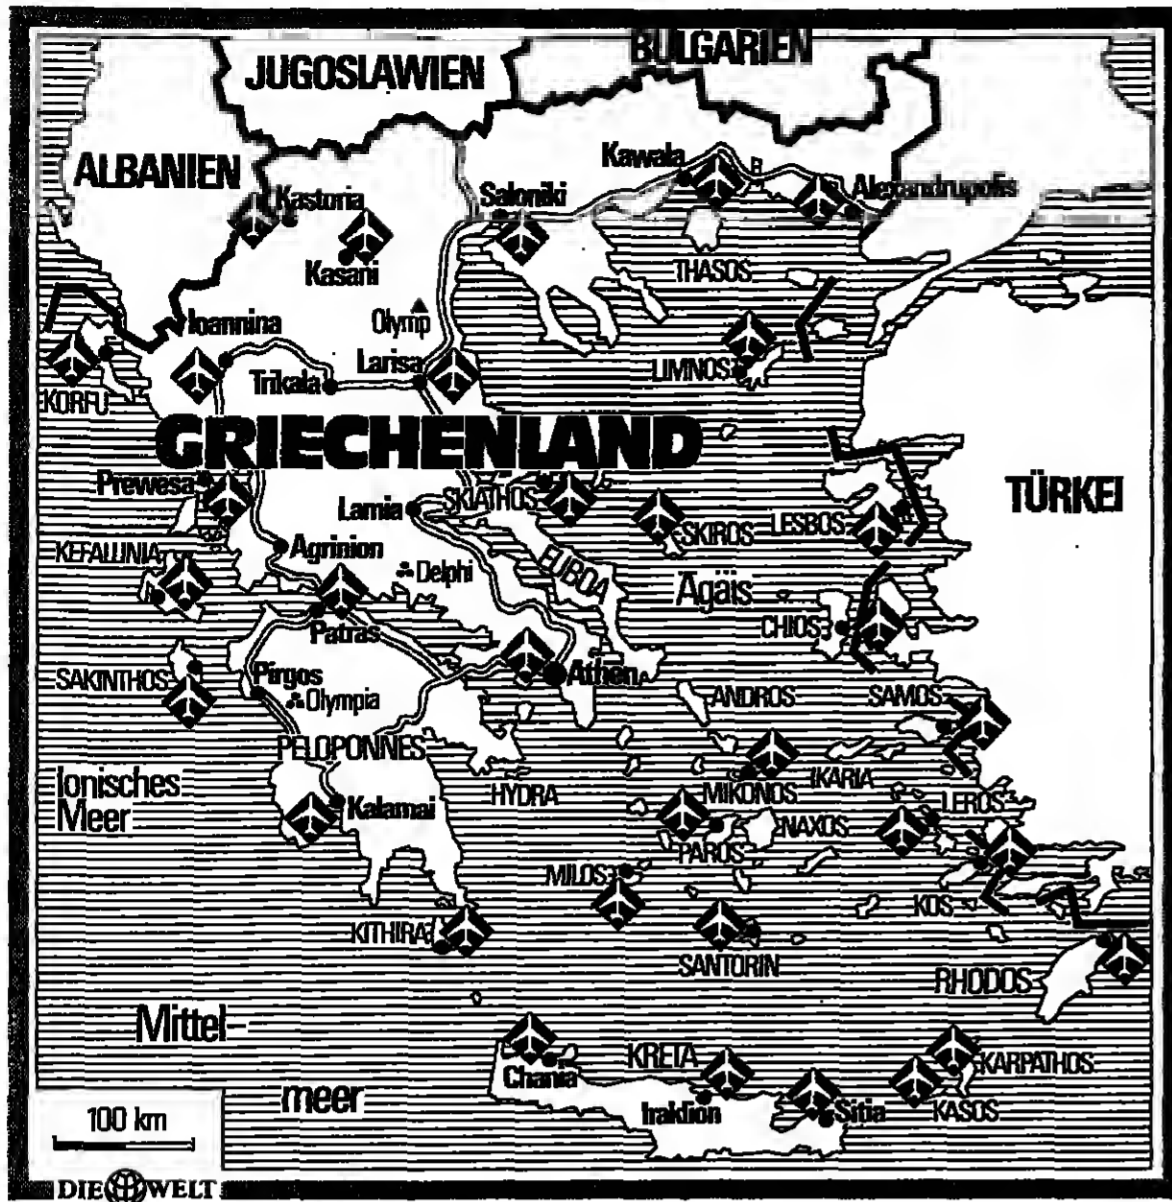 BULGARIEN
JUGOSLAWIEN
ALBANIEN
Kawala
Kastoria
Saloniki
Alexandrupolis
Kasani
THASOS
Olymp
Ioannina
Larisa
LIMNOS
Trikala
KORFU
GRIECHENLAND
Prewesa
SKIATHOS
TÜRKEI
Lamia
LESBOS
SKIROS
Agrinion
KEFALLINIA
Delphi
EUBOA
Ägäis
CHIOS
Patras
Pirgos
Athen
SAKINTHOS
Olympia
ANDROS
SAMOS
PELOPONNES
Ionisches
Meer
HYDRA
MIKONOS
IKARIA
LEROS
Kalamai
NAXOS
PAROS
MILOS
KOS
KITHIRA
SANTORIN
RHODOS
Mittel-
meer
KRETA
KARPATHOS
Chania
Iraklion
Sitia
KASOS
100 km
DIE WELT